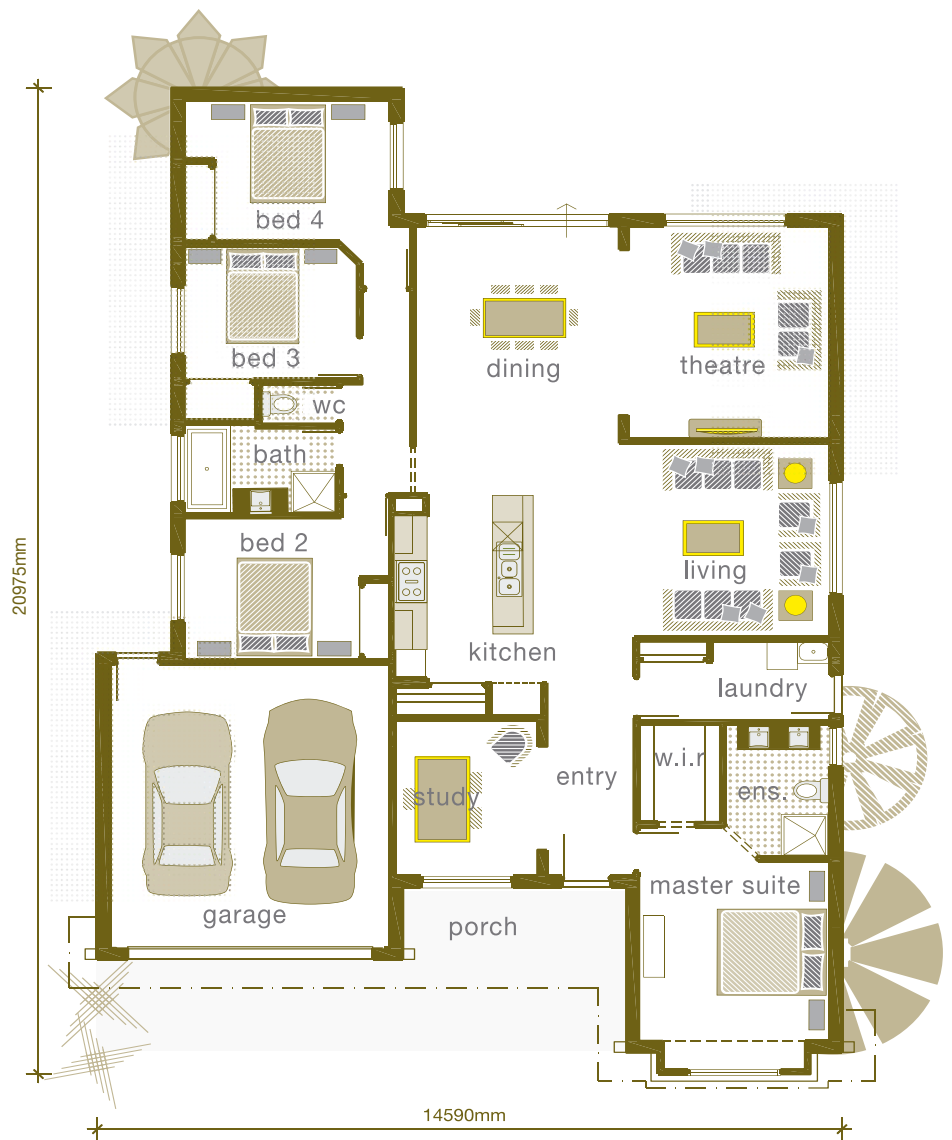 bed 4
bed 3
dining
theatre
wc
bath
bed 2
living
20975mm
kitchen
laundry
w.i.r
entry
study
ens.
master suite
garage
porch
14590mm